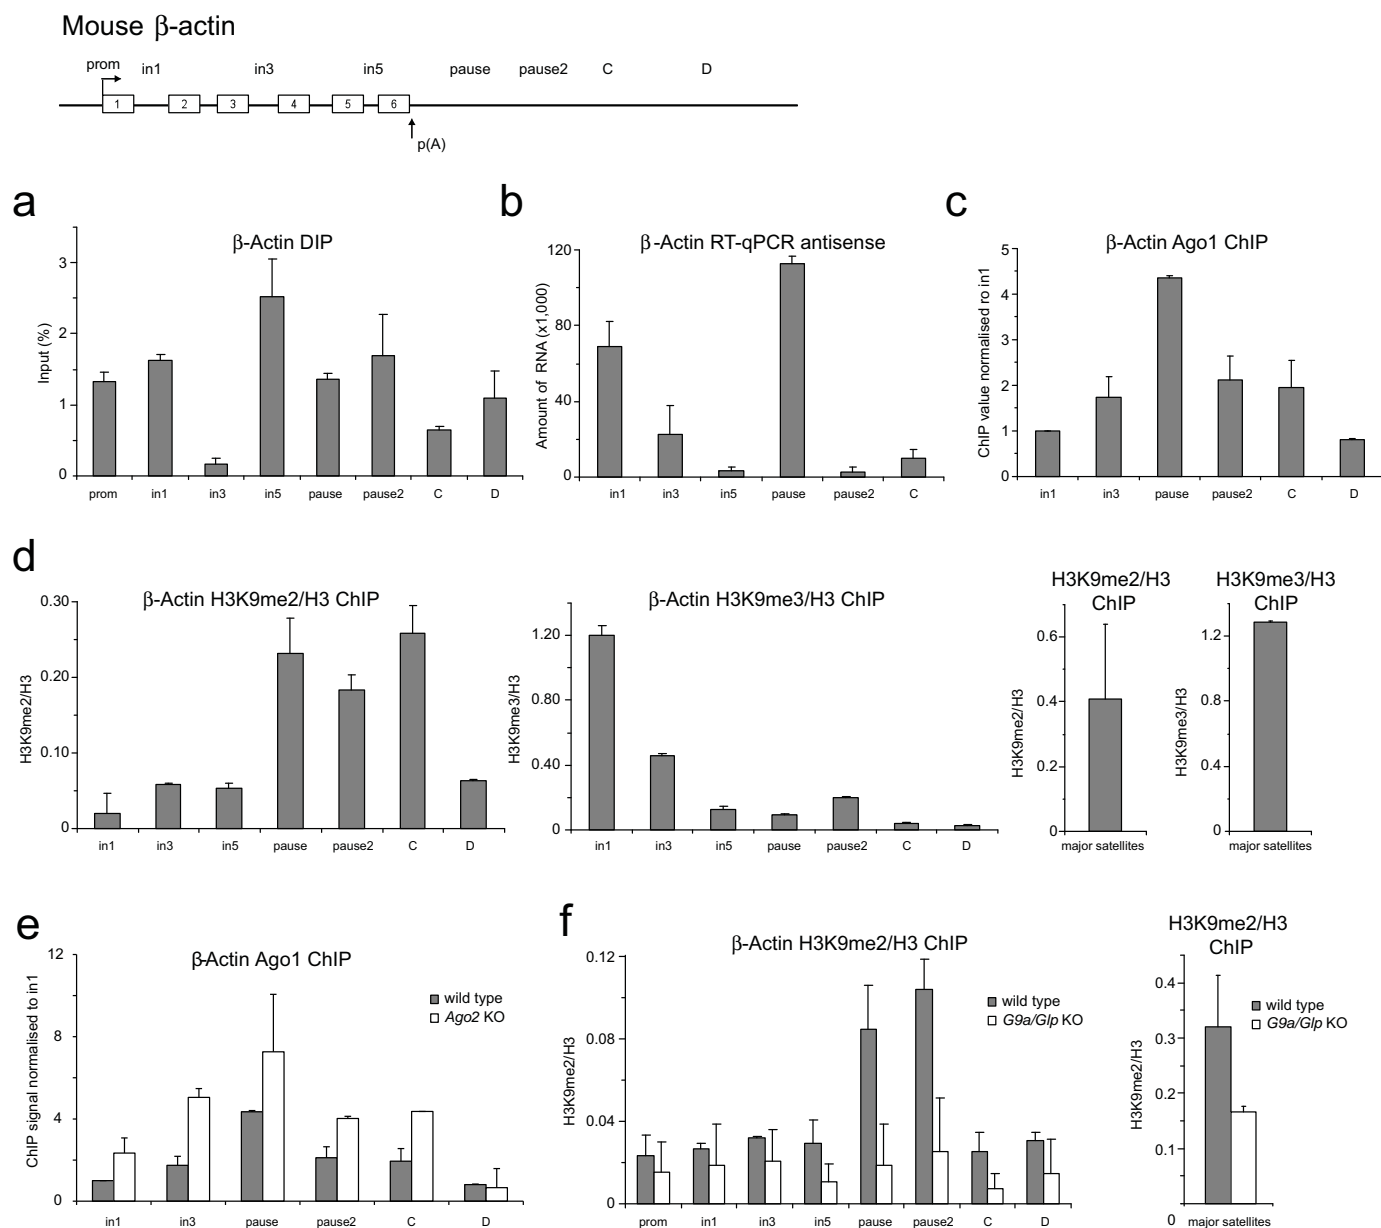 Mouse β-actin
prom in1 in3 in5 pause pause2 C D
1 2 3 4 5 6
p(A)
a
β-Actin DIP
Input (%)
3
2
1
0
prom in1 in3 in5 pause pause2 C D
b
β-Actin RT-qPCR antisense
Amount of RNA (x1,000)
120
80
40
0
in1 in3 in5 pause pause2 C
c
β-Actin Ago1 ChIP
ChIP value normalised ro in1
5
4
3
2
1
0
in1 in3 pause pause2 C D
d
β-Actin H3K9me2/H3 ChIP
H3K9me2/H3
0.30
0.20
0.10
0
in1 in3 in5 pause pause2 C D
β-Actin H3K9me3/H3 ChIP
H3K9me3/H3
1.20
0.80
0.40
0
in1 in3 in5 pause pause2 C D
H3K9me2/H3
ChIP
H3K9me2/H3
0.6
0.4
0.2
0
major satellites
H3K9me3/H3
ChIP
H3K9me3/H3
1.2
0.8
0.4
0
major satellites
e
β-Actin Ago1 ChIP
ChIP signal normalised to in1
12
8
4
0
wild type
Ago2 KO
in1 in3 pause pause2 C D
f
β-Actin H3K9me2/H3 ChIP
H3K9me2/H3
0.12
0.08
0.04
0
wild type
G9a/Glp KO
prom in1 in3 in5 pause pause2 C D
H3K9me2/H3
ChIP
H3K9me2/H3
0.4
0.3
0.2
0.1
0
wild type
G9a/Glp KO
major satellites